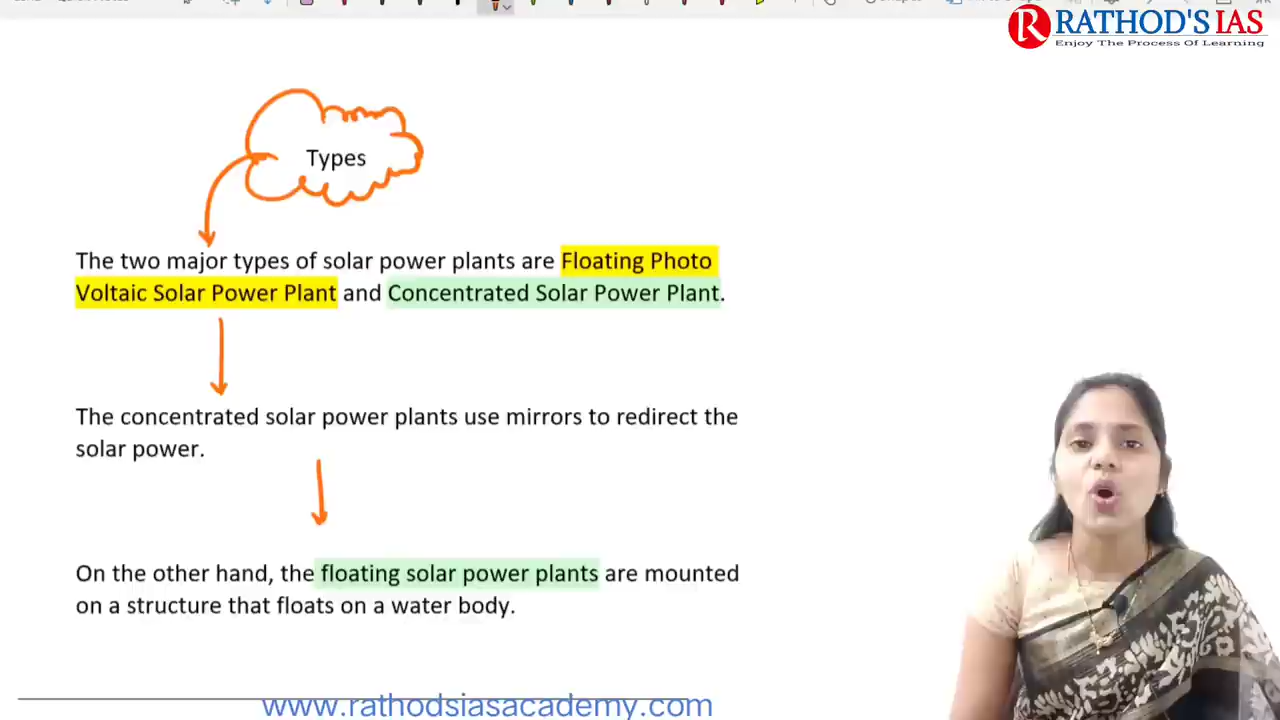 RATHOD'S IAS
Enjoy The Process Of Learning
Types
The two major types of solar power plants are Floating Photo
Voltaic Solar Power Plant and Concentrated Solar Power Plant.
The concentrated solar power plants use mirrors to redirect the
solar power.
On the other hand, the floating solar power plants are mounted
on a structure that floats on a water body.
www.rathodsiasacademy.com